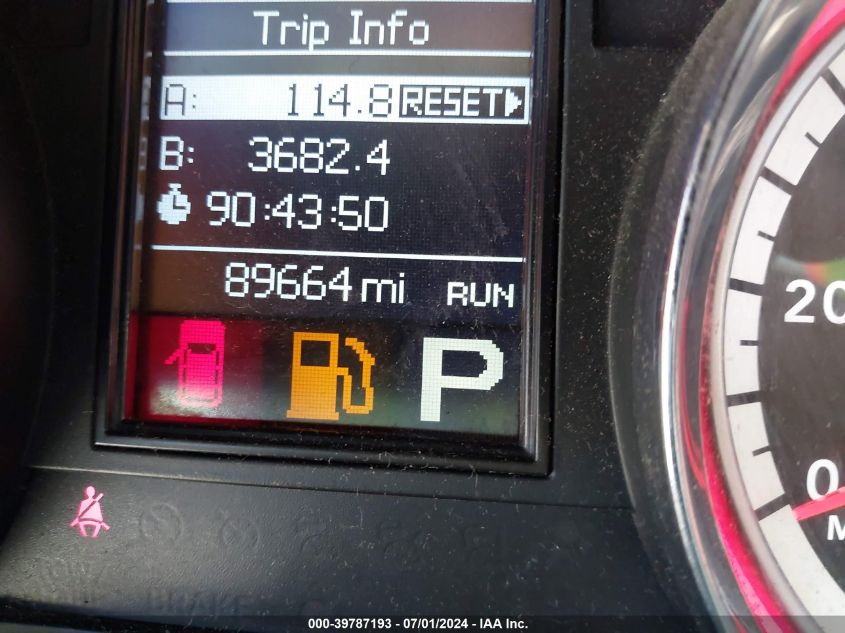 Trip Info
A: 114.8 RESET
B: 3682.4
90:43:50
89664 mi RUN
P
20
0
M
BRAKE
000-39787193 - 07/01/2024 - IAA Inc.